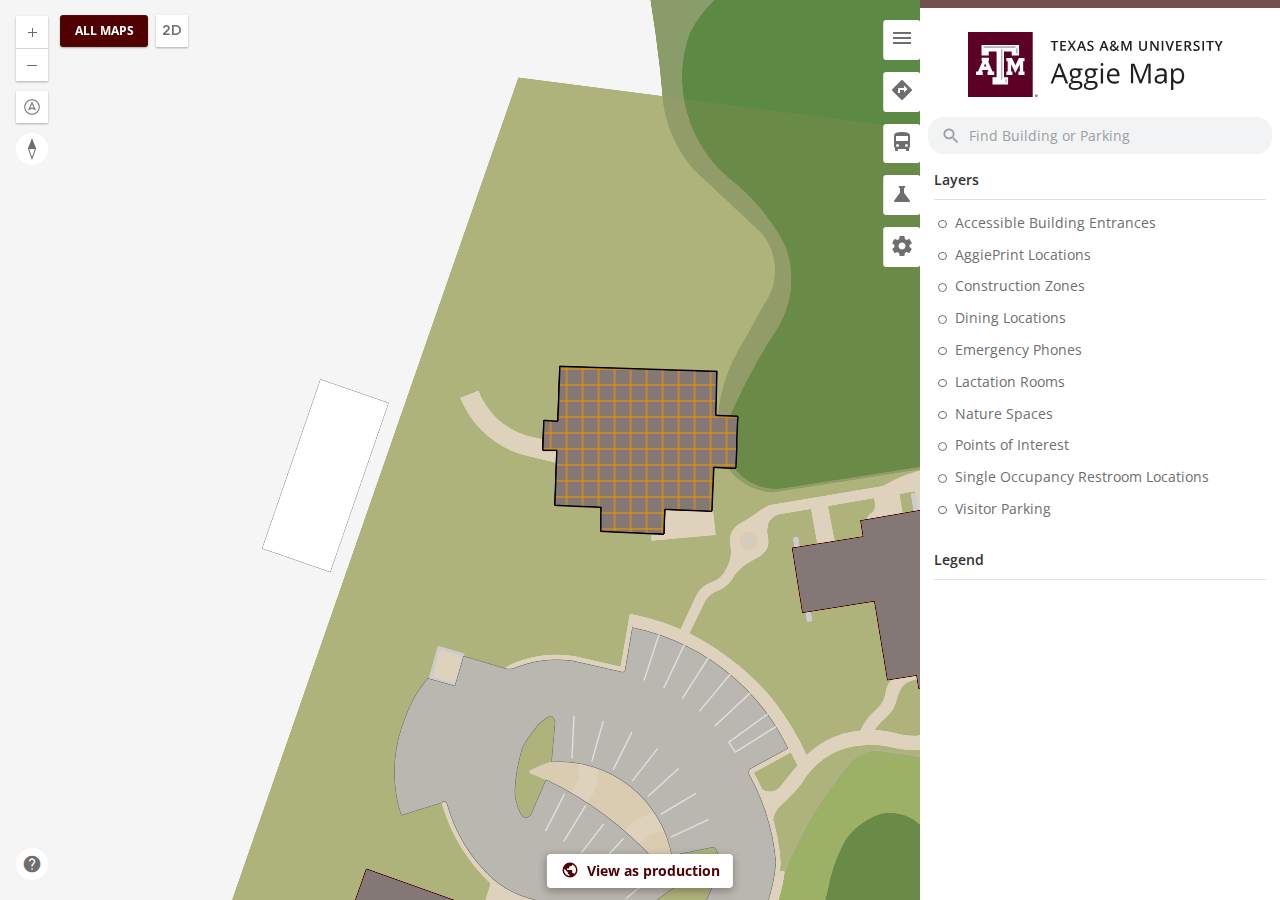 ALL MAPS
2D
TEXAS A&M UNIVERSITY
Aggie Map
Find Building or Parking
Layers
Accessible Building Entrances
AggiePrint Locations
Construction Zones
Dining Locations
Emergency Phones
Lactation Rooms
Nature Spaces
Points of Interest
Single Occupancy Restroom Locations
Visitor Parking
Legend
View as production